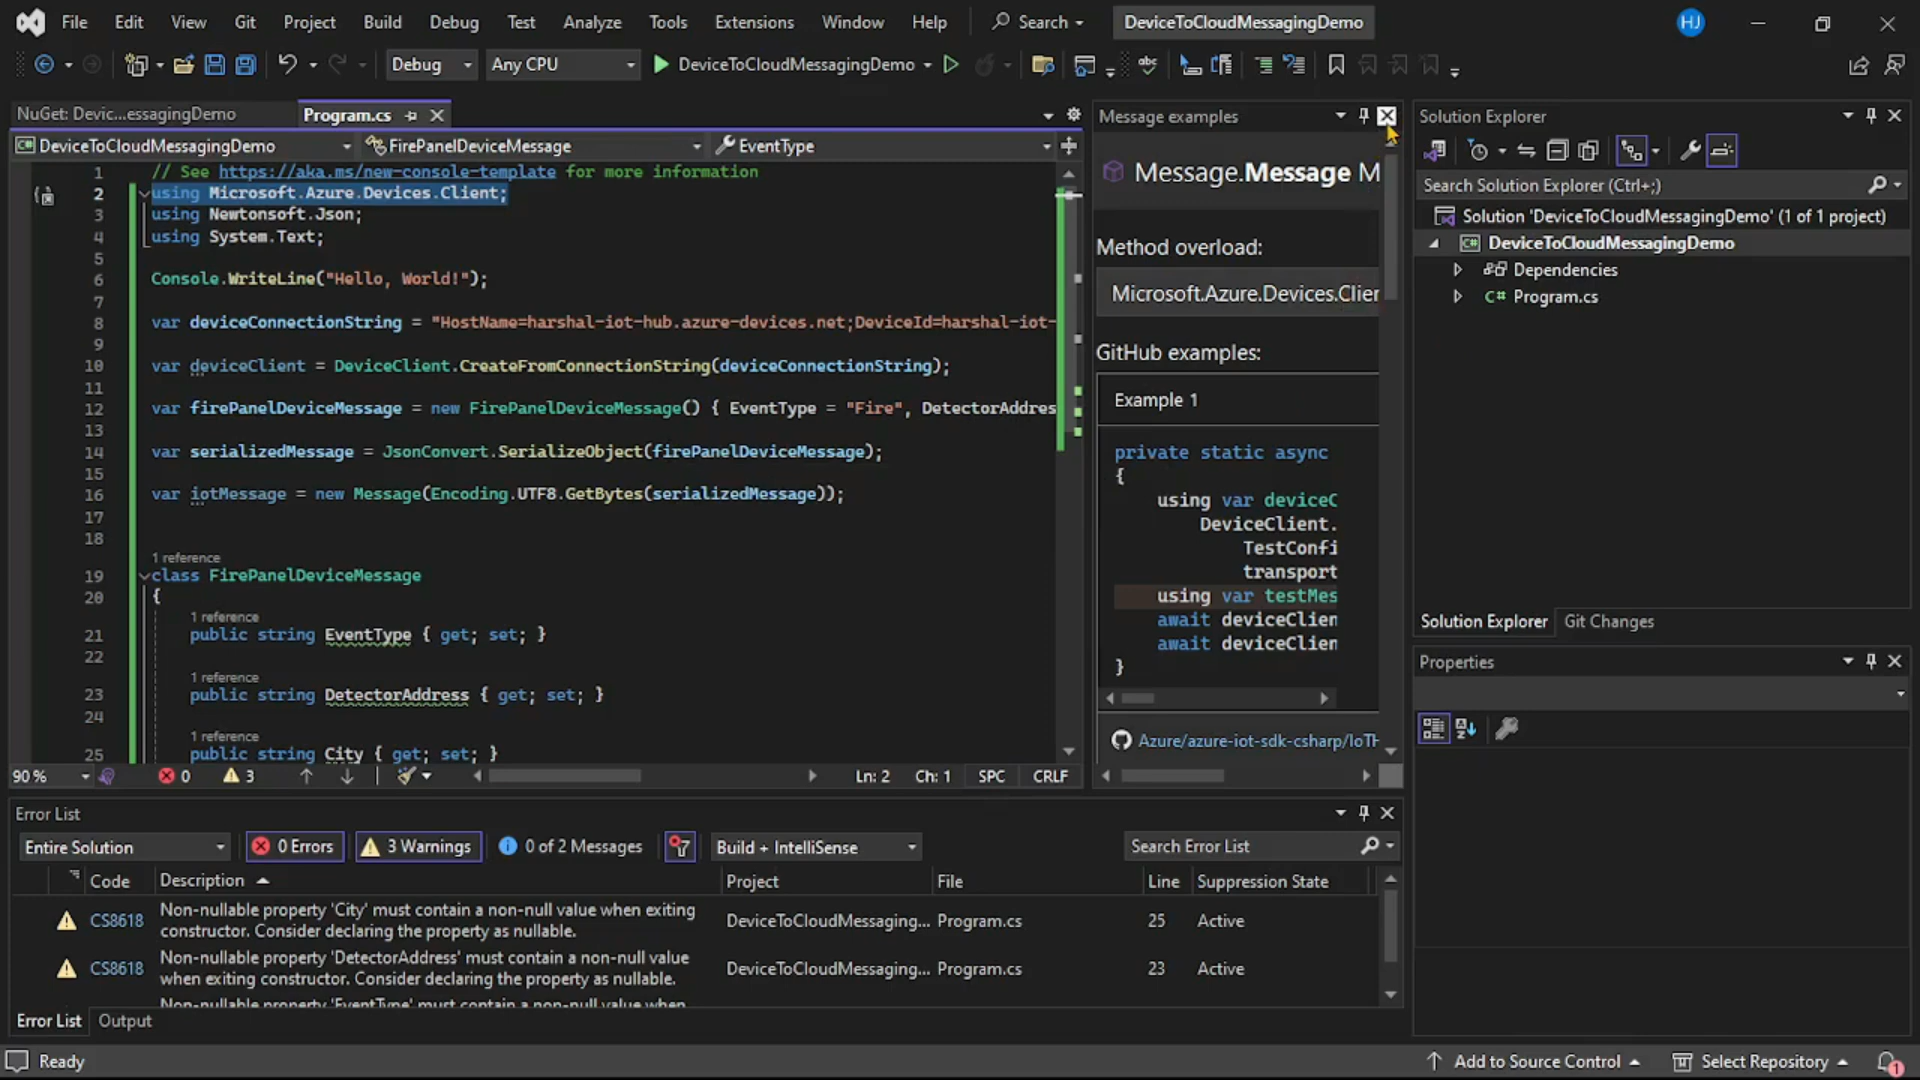 File Edit View Git Project Build Debug Test Analyze Tools Extensions Window Help Search DeviceToCloudMessagingDemo HJ
Debug Any CPU DeviceToCloudMessagingDemo
NuGet: Devic...essagingDemo Program.cs
DeviceToCloudMessagingDemo FirePanelDeviceMessage EventType
1 // See https://aka.ms/new-console-template for more information
2 using Microsoft.Azure.Devices.Client;
3 using Newtonsoft.Json;
4 using System.Text;
5
6 Console.WriteLine("Hello, World!");
7
8 var deviceConnectionString = "HostName=harshal-iot-hub.azure-devices.net;DeviceId=harshal-iot-
9
10 var deviceClient = DeviceClient.CreateFromConnectionString(deviceConnectionString);
11
12 var firePanelDeviceMessage = new FirePanelDeviceMessage() { EventType = "Fire", DetectorAddres
13
14 var serializedMessage = JsonConvert.SerializeObject(firePanelDeviceMessage);
15
16 var iotMessage = new Message(Encoding.UTF8.GetBytes(serializedMessage));
17
18
1 reference
19 class FirePanelDeviceMessage
20 {
1 reference
21 public string EventType { get; set; }
22
1 reference
23 public string DetectorAddress { get; set; }
24
1 reference
25 public string City { get; set; }
90 % 0 3 Ln: 2 Ch: 1 SPC CRLF
Message examples
Message.Message M
Method overload:
Microsoft.Azure.Devices.Clien
GitHub examples:
Example 1
private static async
{
using var deviceC
DeviceClient.
TestConfi
transport
using var testMes
await deviceClien
await deviceClien
}
Azure/azure-iot-sdk-csharp/IoTH
Solution Explorer
Search Solution Explorer (Ctrl+;)
Solution 'DeviceToCloudMessagingDemo' (1 of 1 project)
DeviceToCloudMessagingDemo
Dependencies
C# Program.cs
Solution Explorer Git Changes
Properties
Error List
Entire Solution 0 Errors 3 Warnings 0 of 2 Messages Build + IntelliSense Search Error List
Code Description Project File Line Suppression State
CS8618 Non-nullable property 'City' must contain a non-null value when exiting constructor. Consider declaring the property as nullable. DeviceToCloudMessaging... Program.cs 25 Active
CS8618 Non-nullable property 'DetectorAddress' must contain a non-null value when exiting constructor. Consider declaring the property as nullable. DeviceToCloudMessaging... Program.cs 23 Active
Non-nullable property 'EventType' must contain a non-null value when
Error List Output
Ready Add to Source Control Select Repository 1